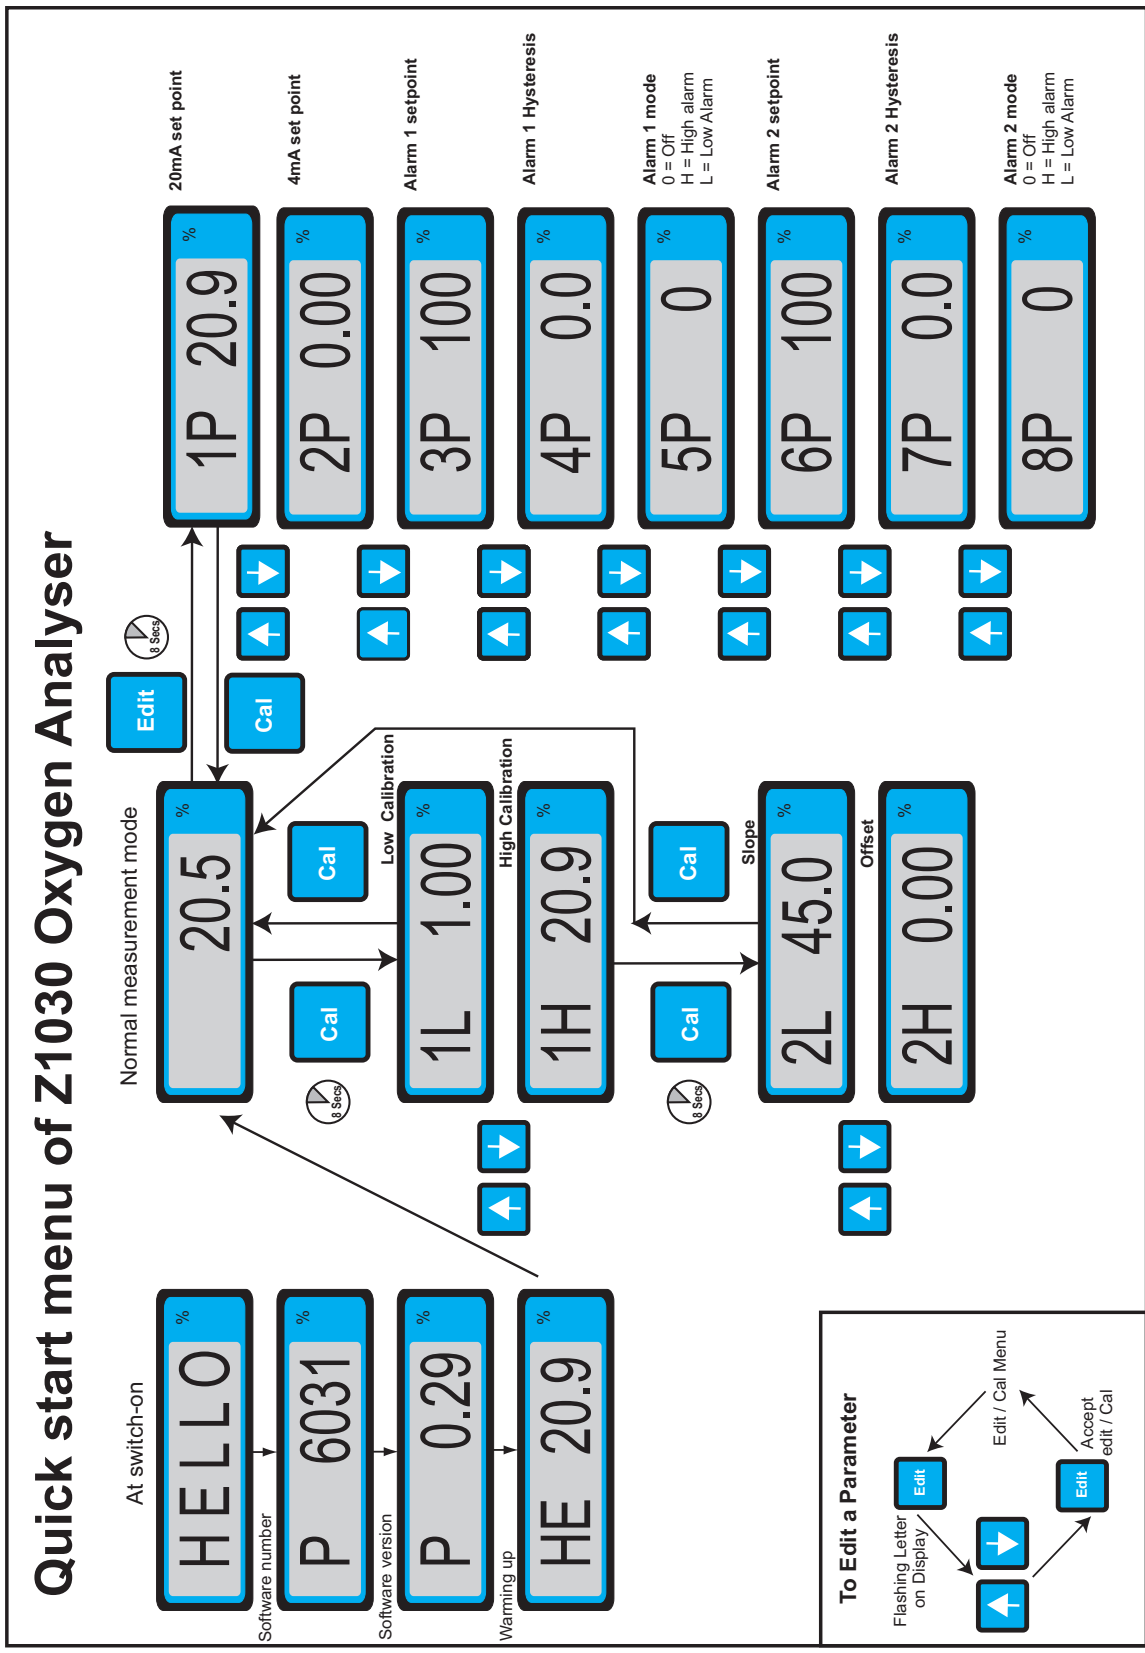 Quick start menu of Z1030 Oxygen Analyser
At switch-on
HELLO %
Software number
P 6031 %
Software version
P 0.29 %
Warming up
HE 20.9 %
Normal measurement mode
20.5 %
8 Secs
Cal
Cal
Low Calibration
1L 1.00 %
High Calibration
1H 20.9 %
8 Secs
Cal
Cal
Slope
2L 45.0 %
Offset
2H 0.00 %
Edit
8 Secs
Cal
1P 20.9 %
20mA set point
2P 0.00 %
4mA set point
3P 100 %
Alarm 1 setpoint
4P 0.0 %
Alarm 1 Hysteresis
5P 0 %
Alarm 1 mode
0 = Off
H = High alarm
L = Low Alarm
6P 100 %
Alarm 2 setpoint
7P 0.0 %
Alarm 2 Hysteresis
8P 0 %
Alarm 2 mode
0 = Off
H = High alarm
L = Low Alarm
To Edit a Parameter
Flashing Letter
on Display
Edit
Edit / Cal Menu
Edit
Accept
edit / Cal